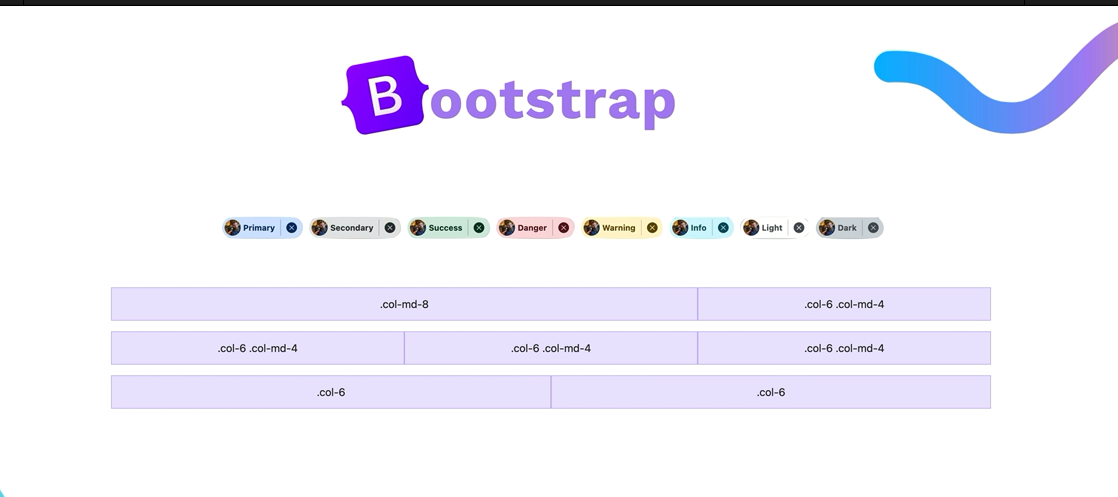 Bootstrap
Primary Secondary Success Danger Warning Info Light Dark
.col-md-8 .col-6 .col-md-4
.col-6 .col-md-4 .col-6 .col-md-4 .col-6 .col-md-4
.col-6 .col-6